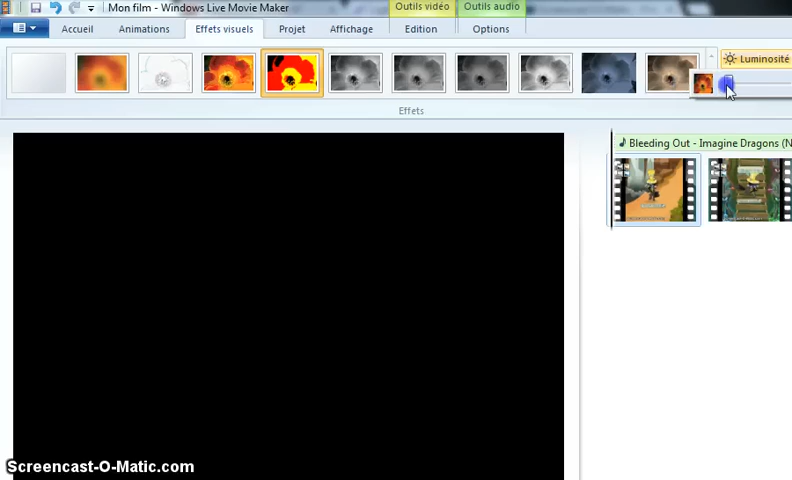 Mon film - Windows Live Movie Maker
Outils vidéo
Outils audio
Accueil
Animations
Effets visuels
Projet
Affichage
Edition
Options
Luminosité
Effets
Bleeding Out - Imagine Dragons (N
Screencast-O-Matic.com